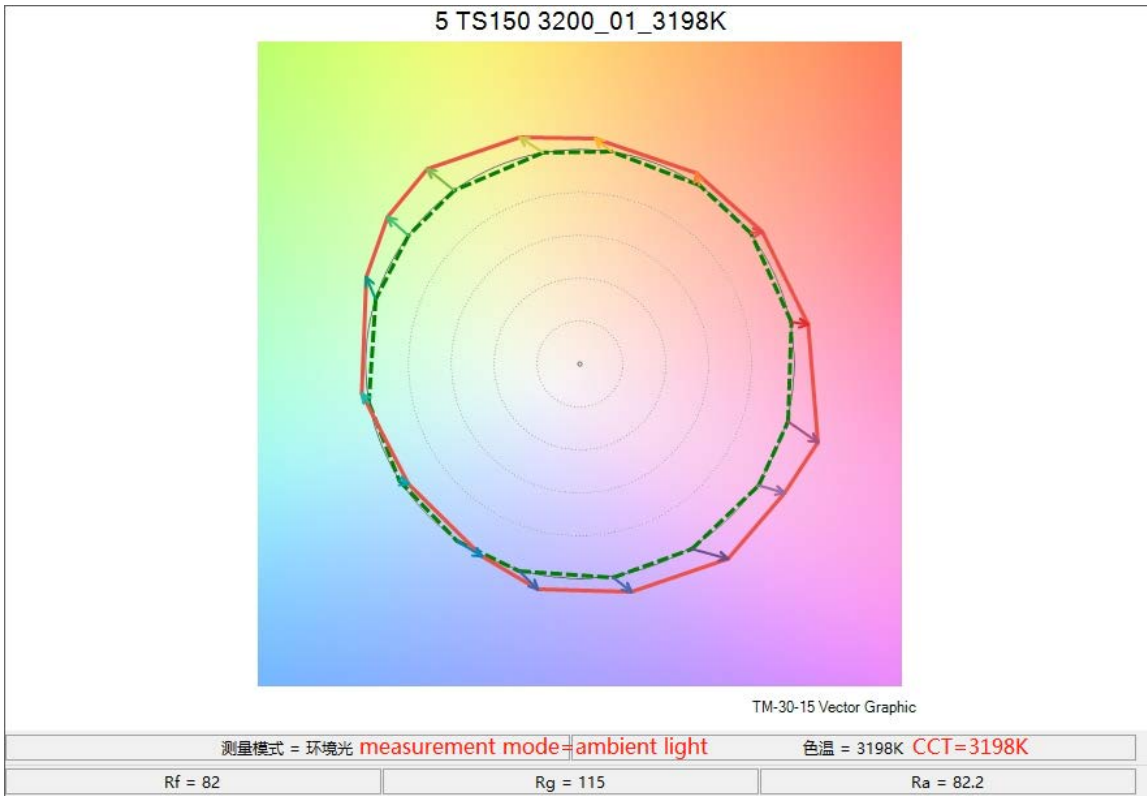 5 TS150 3200_01_3198K
TM-30-15 Vector Graphic
测量模式 = 环境光 measurement mode=ambient light 色温 = 3198K CCT=3198K
Rf = 82 Rg = 115 Ra = 82.2